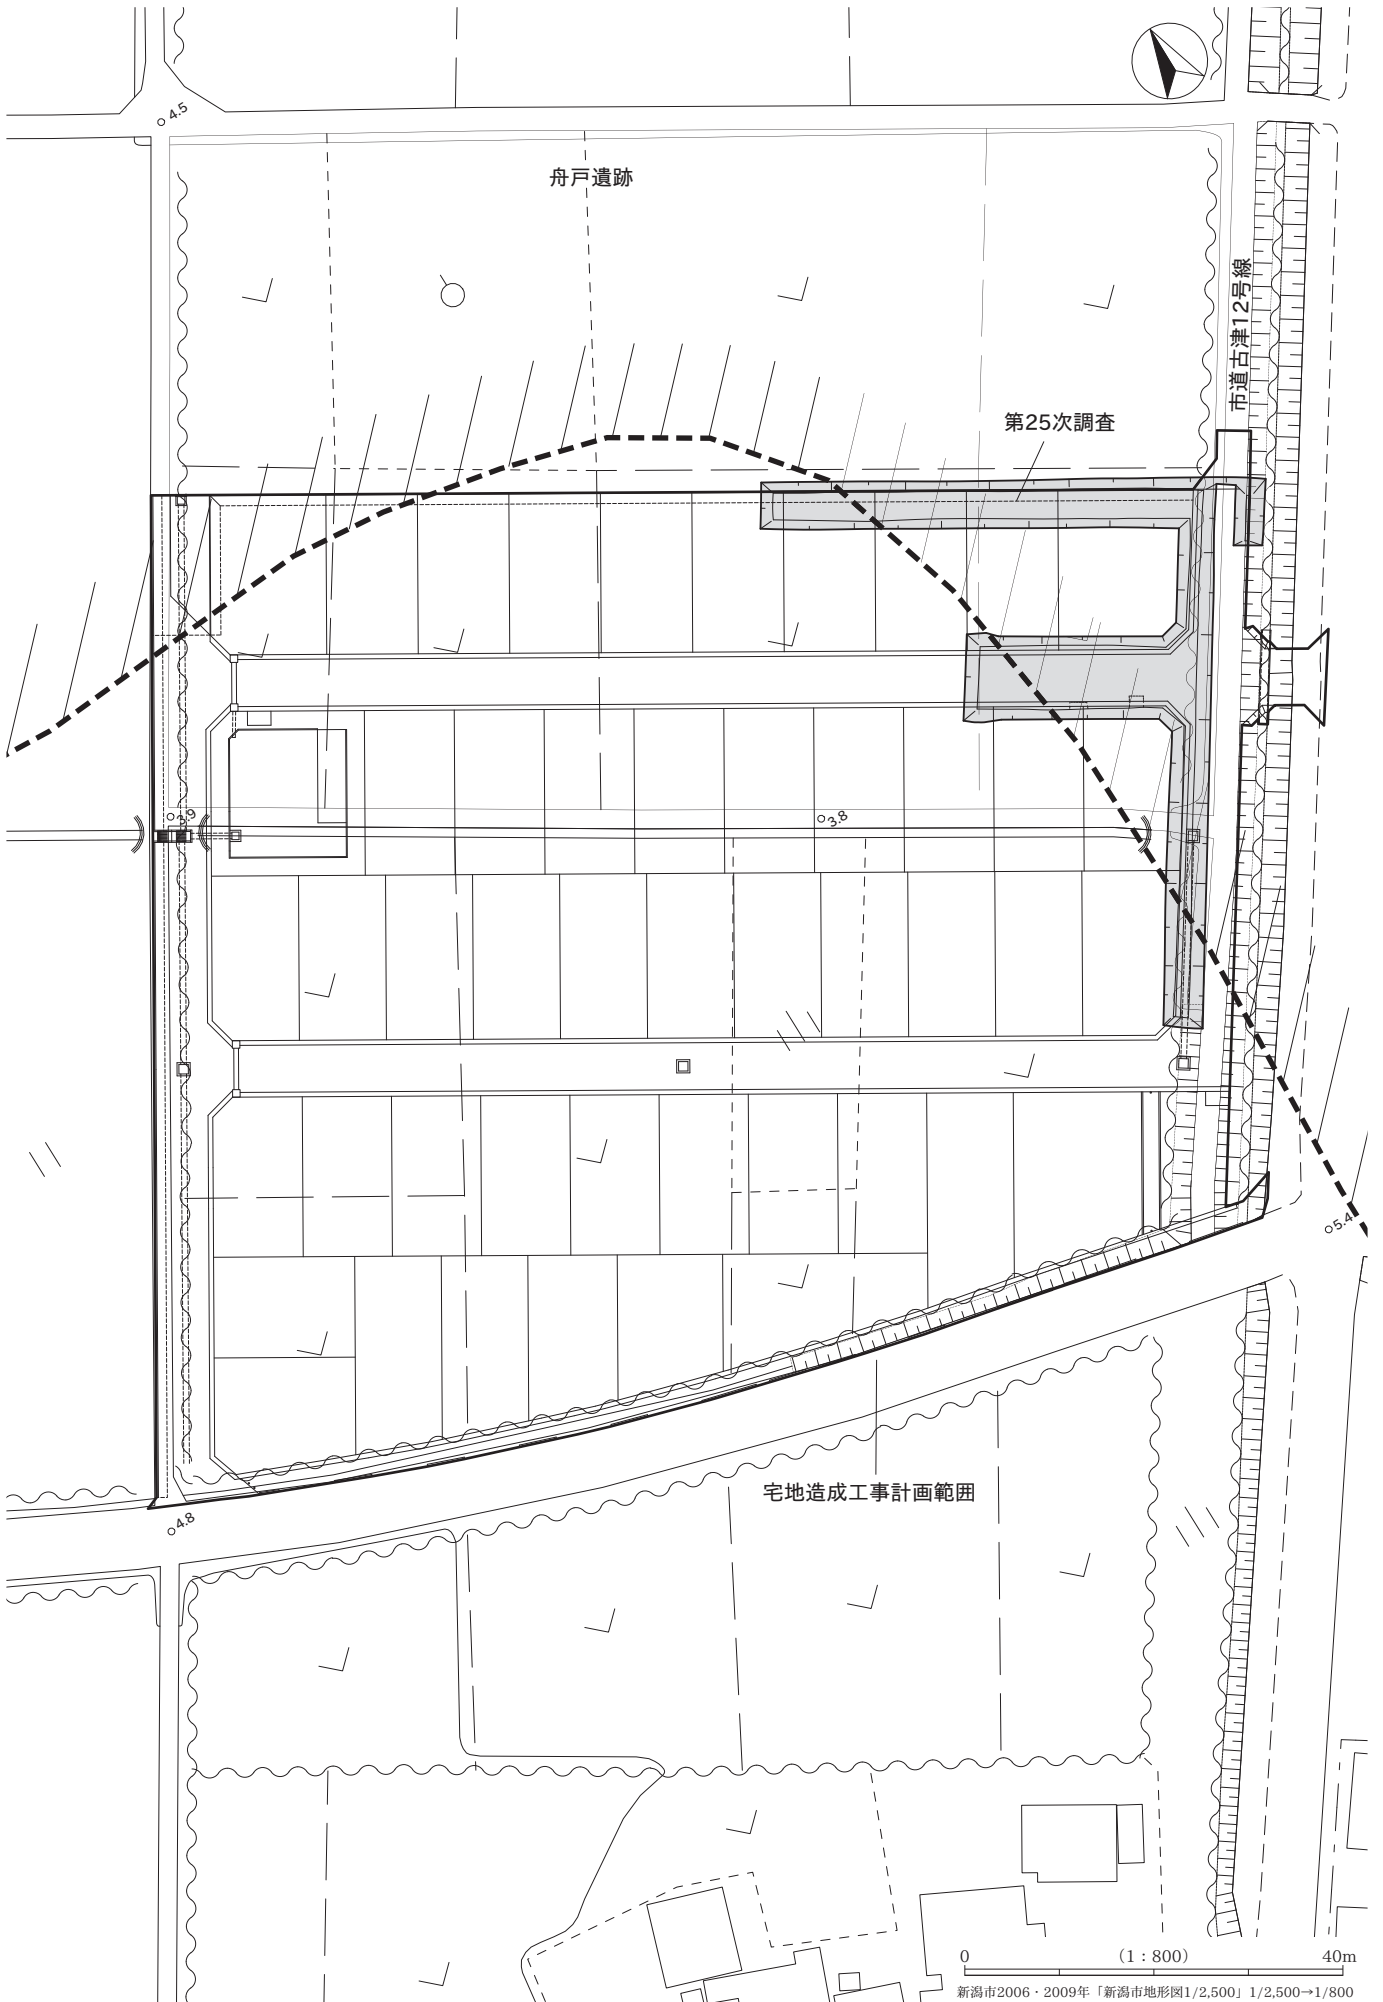 4.5
舟戸遺跡
市道古津12号線
第25次調査
3.9
3.8
5.4
宅地造成工事計画範囲
4.8
0 （1：800） 40m
新潟市2006・2009年「新潟市地形図1/2,500」1/2,500→1/800